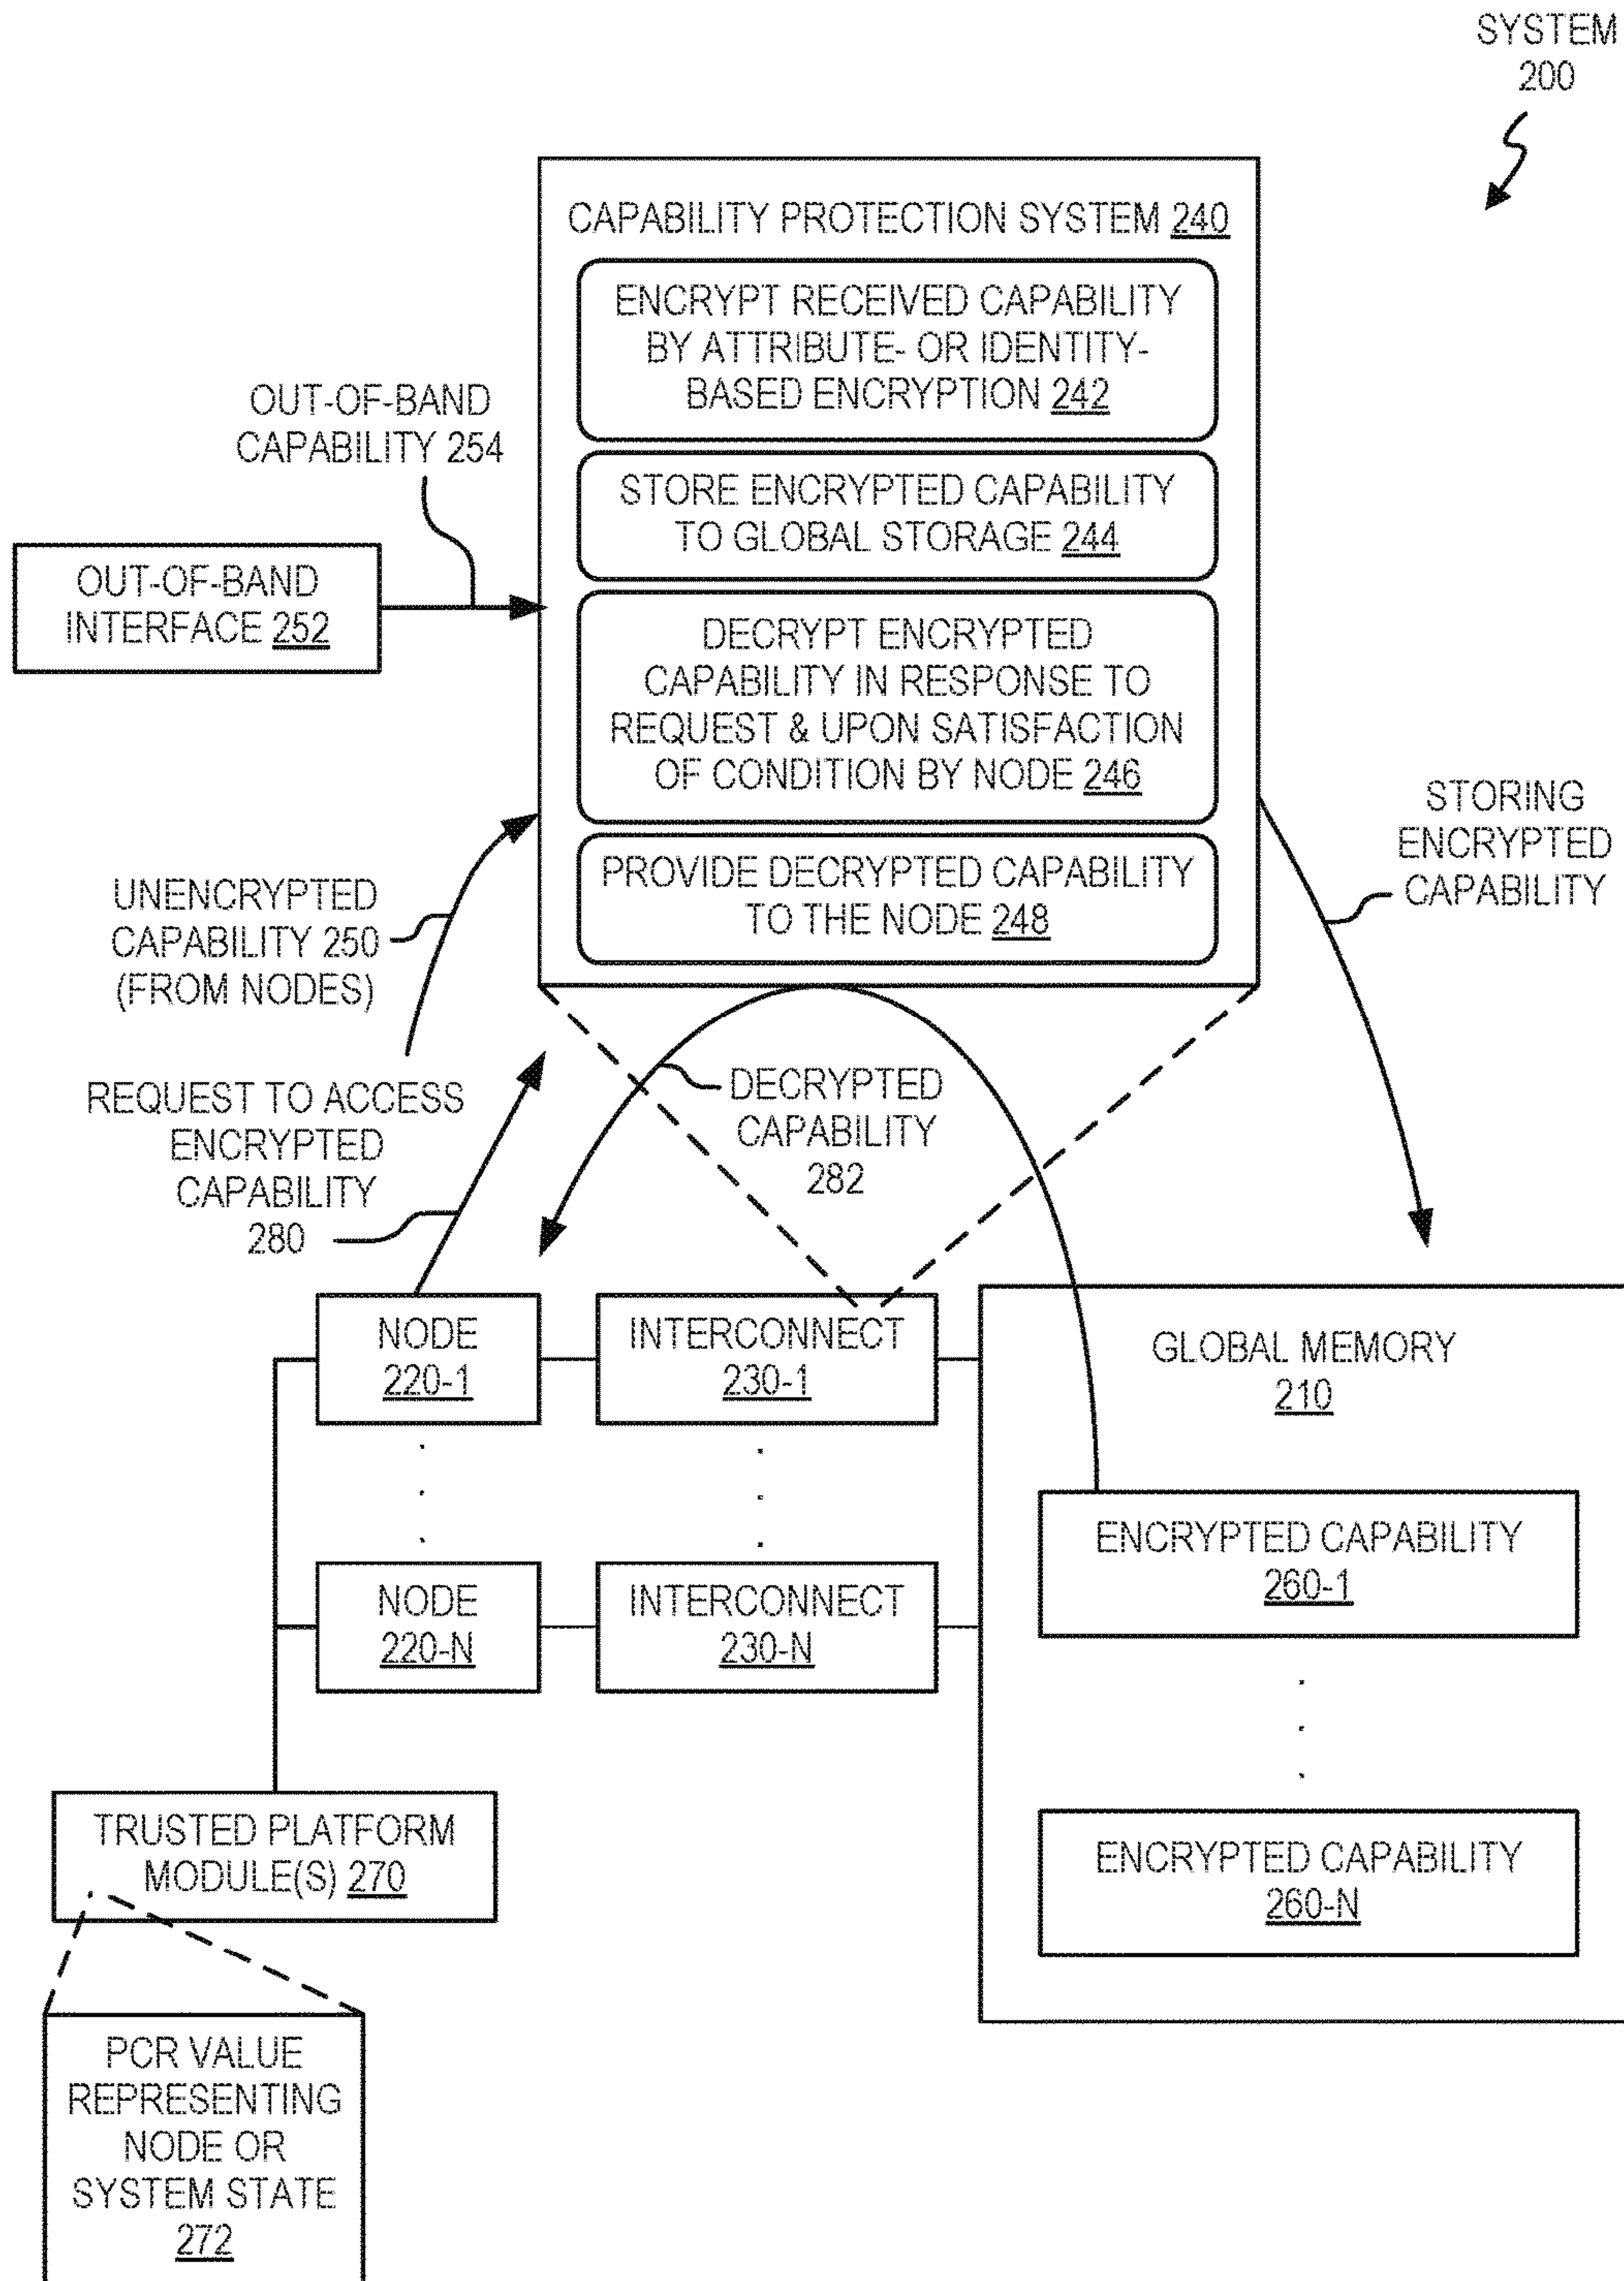 SYSTEM
200
CAPABILITY PROTECTION SYSTEM 240
ENCRYPT RECEIVED CAPABILITY
BY ATTRIBUTE- OR IDENTITY-
BASED ENCRYPTION 242
STORE ENCRYPTED CAPABILITY
TO GLOBAL STORAGE 244
DECRYPT ENCRYPTED
CAPABILITY IN RESPONSE TO
REQUEST & UPON SATISFACTION
OF CONDITION BY NODE 246
PROVIDE DECRYPTED CAPABILITY
TO THE NODE 248
OUT-OF-BAND
CAPABILITY 254
OUT-OF-BAND
INTERFACE 252
STORING
ENCRYPTED
CAPABILITY
UNENCRYPTED
CAPABILITY 250
(FROM NODES)
REQUEST TO ACCESS
ENCRYPTED
CAPABILITY
280
DECRYPTED
CAPABILITY
282
NODE
220-1
INTERCONNECT
230-1
GLOBAL MEMORY
210
ENCRYPTED CAPABILITY
260-1
NODE
220-N
INTERCONNECT
230-N
ENCRYPTED CAPABILITY
260-N
TRUSTED PLATFORM
MODULE(S) 270
PCR VALUE
REPRESENTING
NODE OR
SYSTEM STATE
272